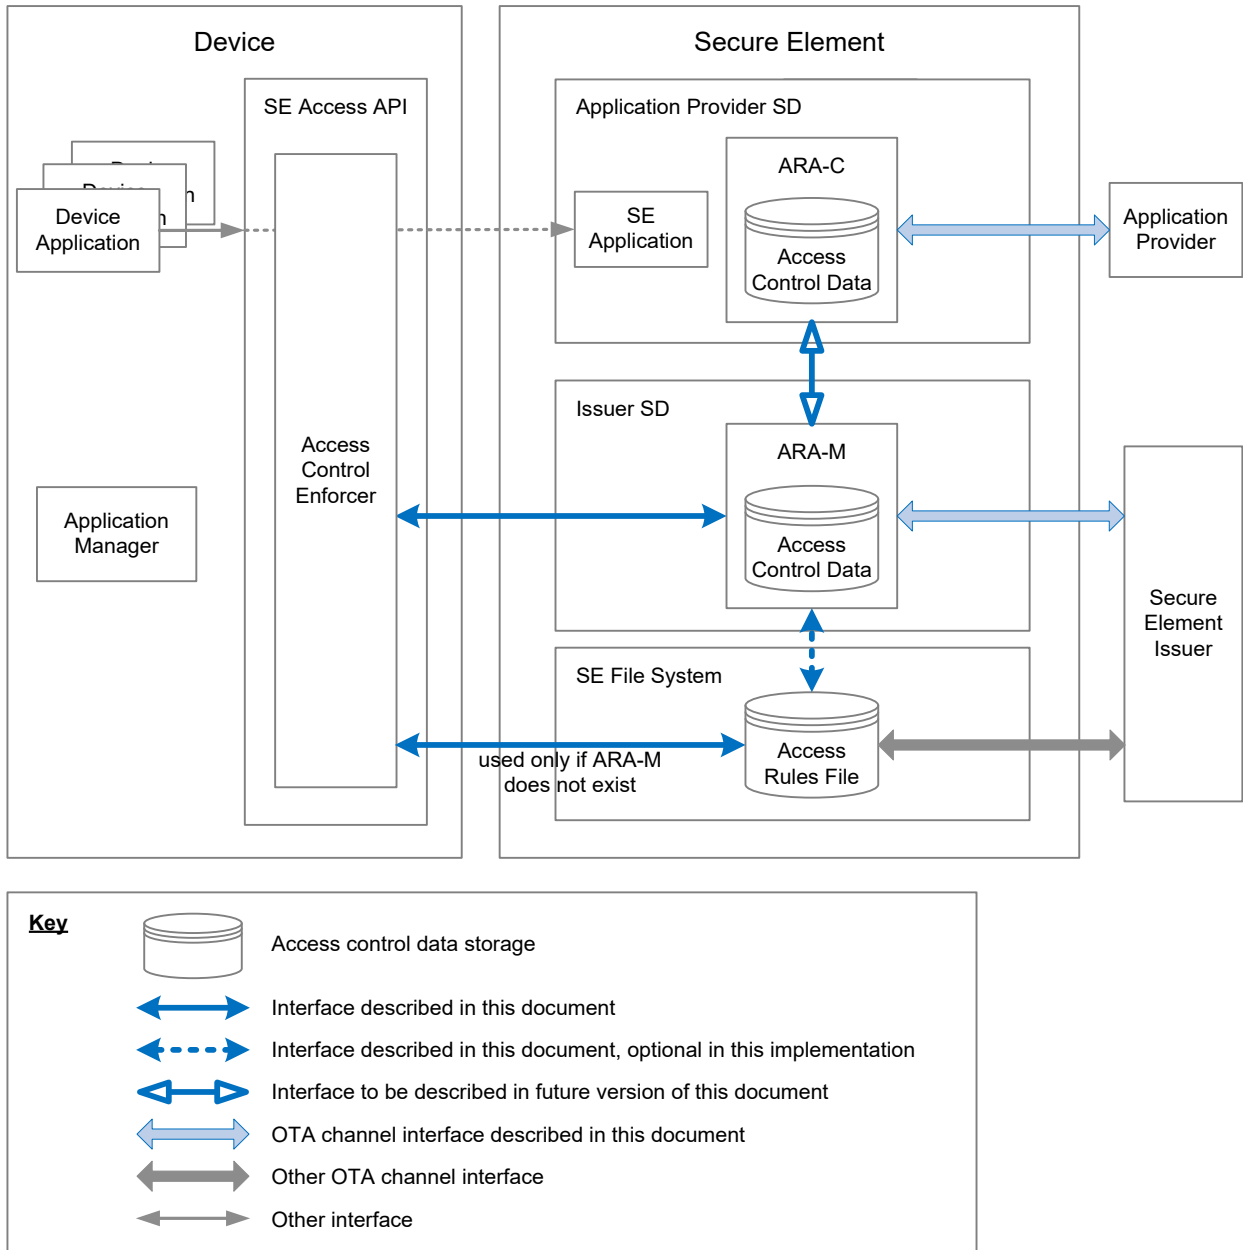 Device
Secure Element
SE Access API
Application Provider SD
ARA-C
Device
Application
SE
Application
Access
Control Data
Application
Provider
Issuer SD
ARA-M
Access
Control
Enforcer
Application
Manager
Access
Control Data
Secure
Element
Issuer
SE File System
used only if ARA-M
does not exist
Access
Rules File
Key
Access control data storage
Interface described in this document
Interface described in this document, optional in this implementation
Interface to be described in future version of this document
OTA channel interface described in this document
Other OTA channel interface
Other interface